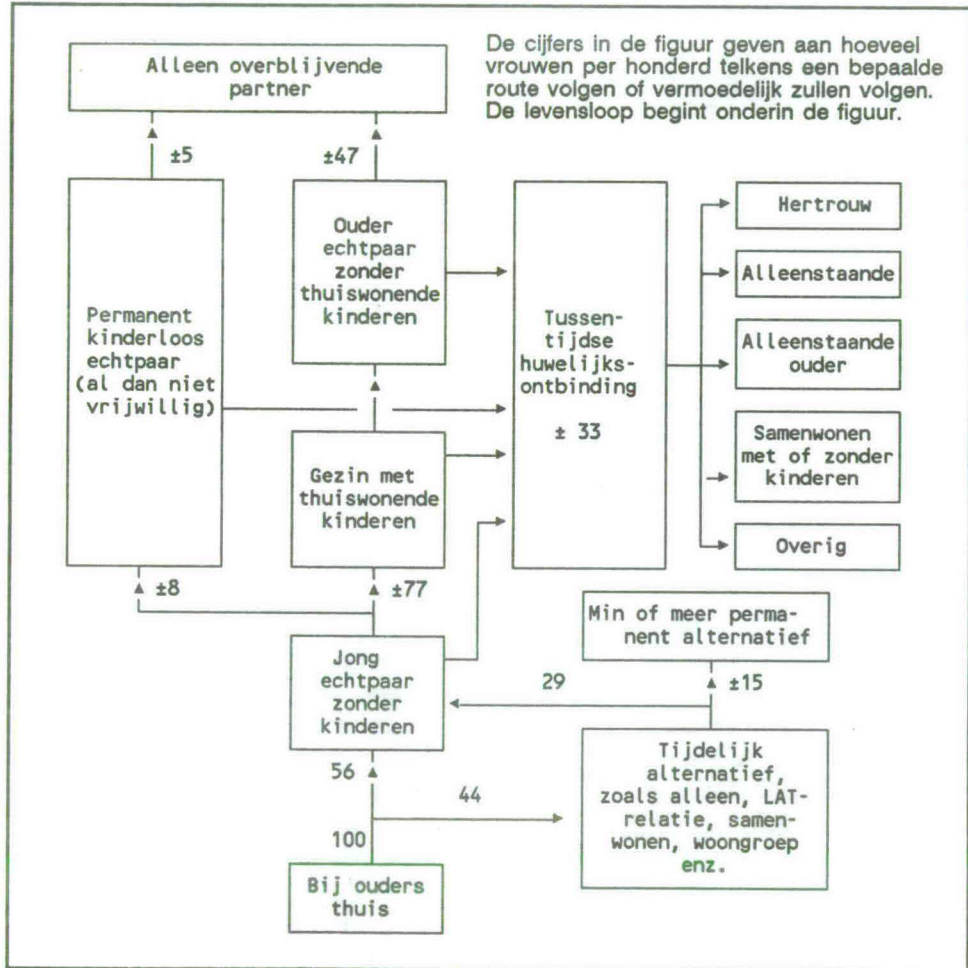 De cijfers in de figuur geven aan hoeveel
vrouwen per honderd telkens een bepaalde
route volgen of vermoedelijk zullen volgen.
De levensloop begint onderin de figuur.
Alleen overblijvende
partner
±5
±47
Permanent
kinderloos
echtpaar
(al dan niet
vrijwillig)
Ouder
echtpaar
zonder
thuiswonende
kinderen
Tussen-
tijdse
huwelijks-
ontbinding
± 33
Hertrouw
Alleenstaande
Alleenstaande
ouder
Samenwonen
met of zonder
kinderen
Overig
Gezin met
thuiswonende
kinderen
±8
±77
Min of meer perma-
nent alternatief
Jong
echtpaar
zonder
kinderen
29
±15
56
44
100
Tijdelijk
alternatief,
zoals alleen, LAT-
relatie, samen-
wonen, woongroep
enz.
Bij ouders
thuis